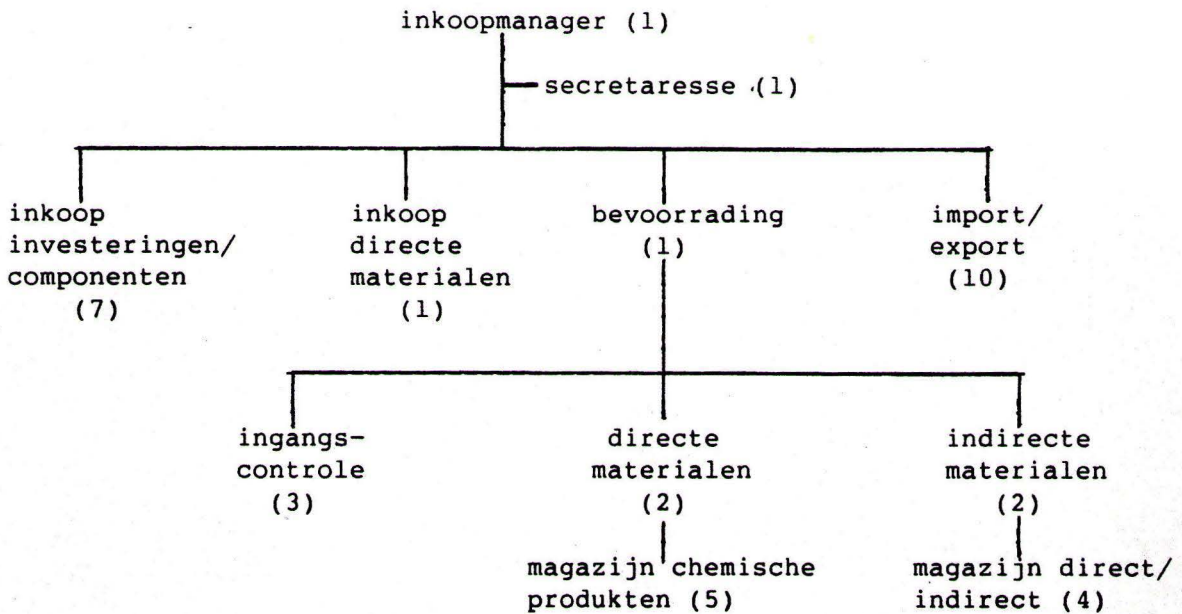 inkoopmanager (1)
secretaresse (1)
inkoop
investeringen/
componenten
(7)
inkoop
directe
materialen
(1)
bevoorrading
(1)
import/
export
(10)
ingangs-
controle
(3)
directe
materialen
(2)
indirecte
materialen
(2)
magazijn chemische
produkten (5)
magazijn direct/
indirect (4)